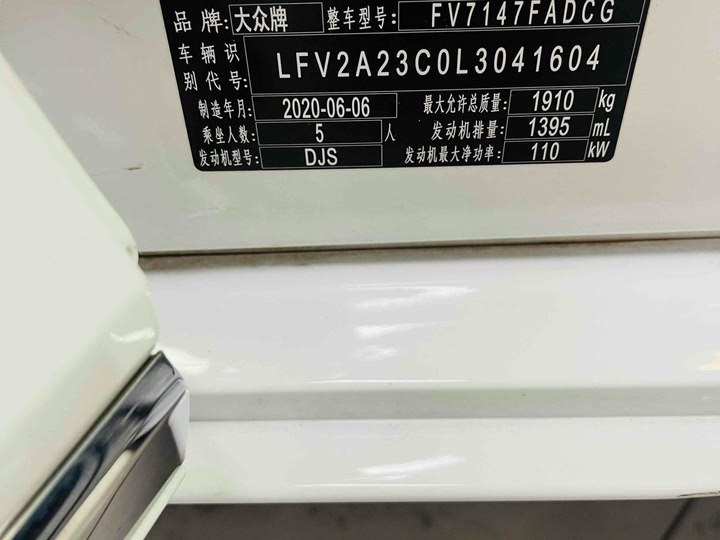 品牌: 大众牌 整车型号: FV7147FADCG
车辆识别代号: LFV2A23C0L3041604
制造年月: 2020-06-06 最大允许总质量: 1910 kg
乘坐人数: 5 人 发动机排量: 1395 mL
发动机型号: DJS 发动机最大净功率: 110 kW